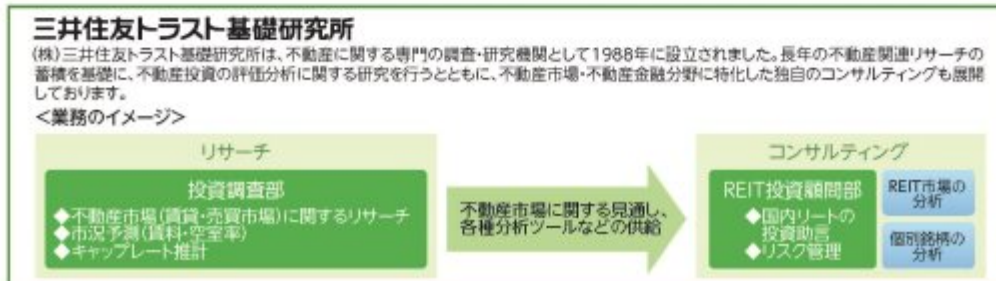 三井住友トラスト基礎研究所
(株)三井住友トラスト基礎研究所は、不動産に関する専門の調査・研究機関として1988年に設立されました。長年の不動産関連リサーチの
蓄積を基礎に、不動産投資の評価分析に関する研究を行うとともに、不動産市場・不動産金融分野に特化した独自のコンサルティングも展開
しております。
＜業務のイメージ＞
リサーチ
投資調査部
◆不動産市場(賃貸・売買市場)に関するリサーチ
◆市況予測(賃料・空室率)
◆キャップレート推計
不動産市場に関する見通し、
各種分析ツールなどの供給
コンサルティング
REIT投資顧問部
◆国内リートの
投資助言
◆リスク管理
REIT市場の
分析
個別銘柄の
分析